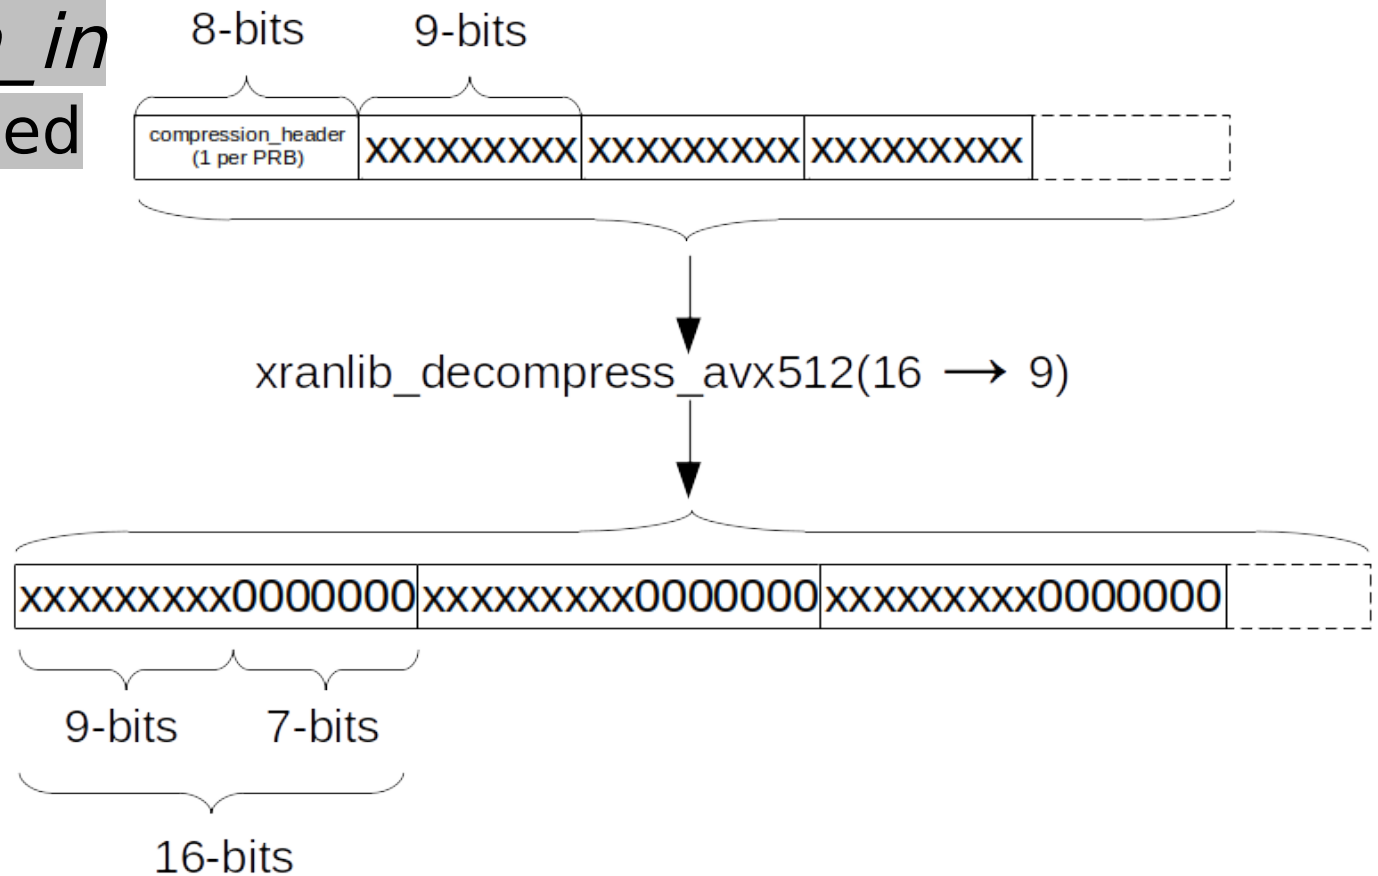 _in
ed
8-bits 9-bits
compression_header
(1 per PRB)
xxxxxxxxx xxxxxxxxx xxxxxxxxx
xranlib_decompress_avx512(16 → 9)
xxxxxxxxx0000000 xxxxxxxxx0000000 xxxxxxxxx0000000
9-bits 7-bits
16-bits